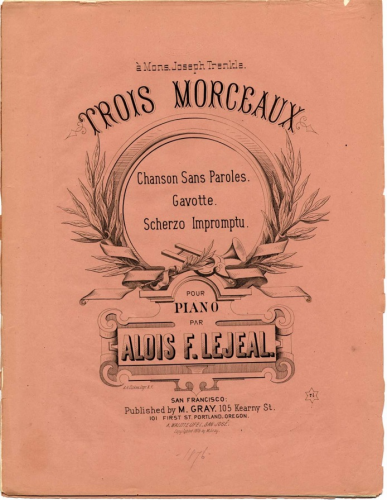 à Mons. Joseph Trenkle.
TROIS MORCEAUX
Chanson Sans Paroles.
Gavotte.
Scherzo Impromptu.
POUR
PIANO
PAR
ALOIS F. LEJEAL.
SAN FRANCISCO:
Published by M. GRAY, 105 Kearny St.
101 FIRST ST. PORTLAND, OREGON.